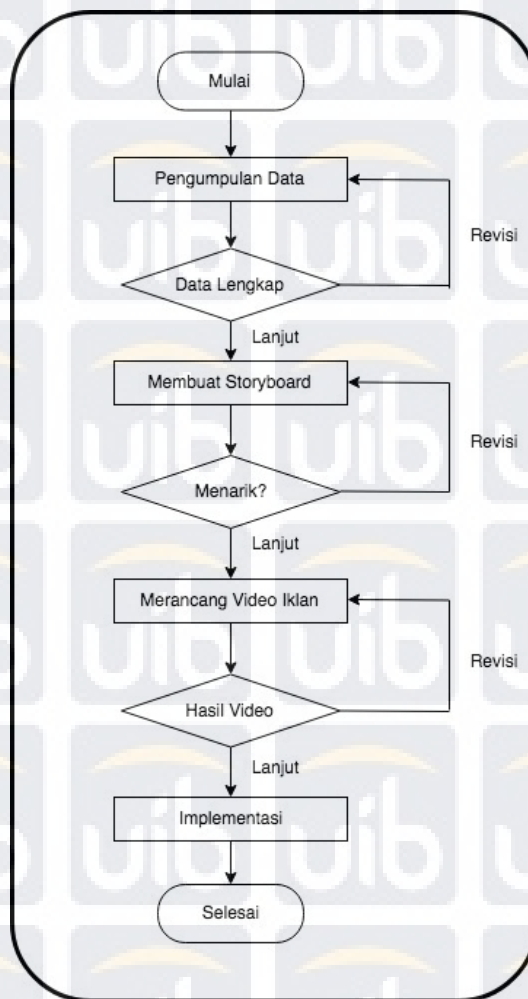 Mulai
Pengumpulan Data
Revisi
Data Lengkap
Lanjut
Membuat Storyboard
Revisi
Menarik?
Lanjut
Merancang Video Iklan
Revisi
Hasil Video
Lanjut
Implementasi
Selesai